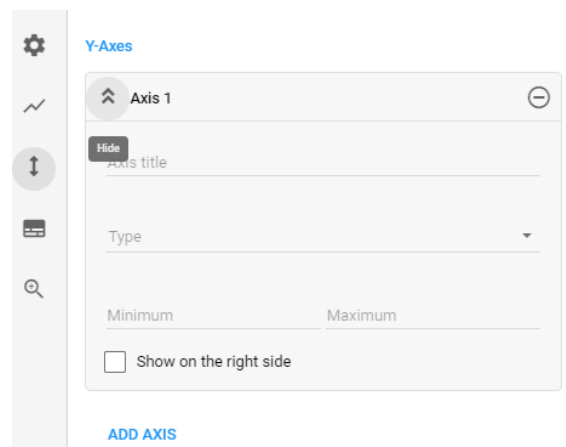 Y-Axes
Axis 1
Hide
Axis title
Type
Minimum Maximum
Show on the right side
ADD AXIS